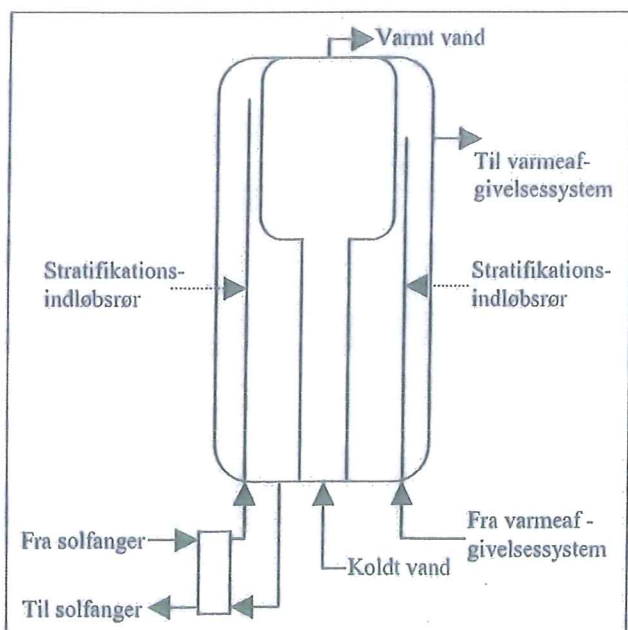 Varmt vand
Til varmeaf-
givelsessystem
Stratifikations-
indløbsrør
Stratifikations-
indløbsrør
Fra solfanger
Fra varmeaf-
givelsessystem
Koldt vand
Til solfanger